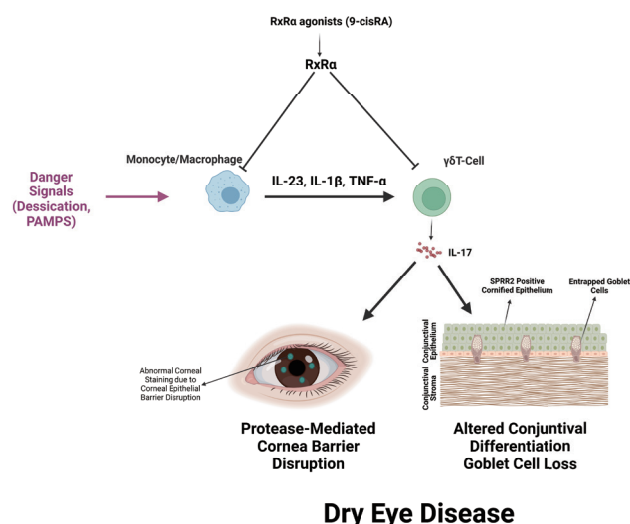 RxRα agonists (9-cisRA)
RxRα
Monocyte/Macrophage
γδT-Cell
Danger
Signals
(Dessication,
PAMPS)
IL-23, IL-1β, TNF-α
IL-17
SPRR2 Positive
Cornified Epithelium
Entrapped Goblet
Cells
Conjunctival
Epithelium
Conjunctival
Stroma
Abnormal Corneal
Staining due to
Corneal Epithelial
Barrier Disruption
Protease-Mediated
Cornea Barrier
Disruption
Altered Conjuntival
Differentiation
Goblet Cell Loss
Dry Eye Disease